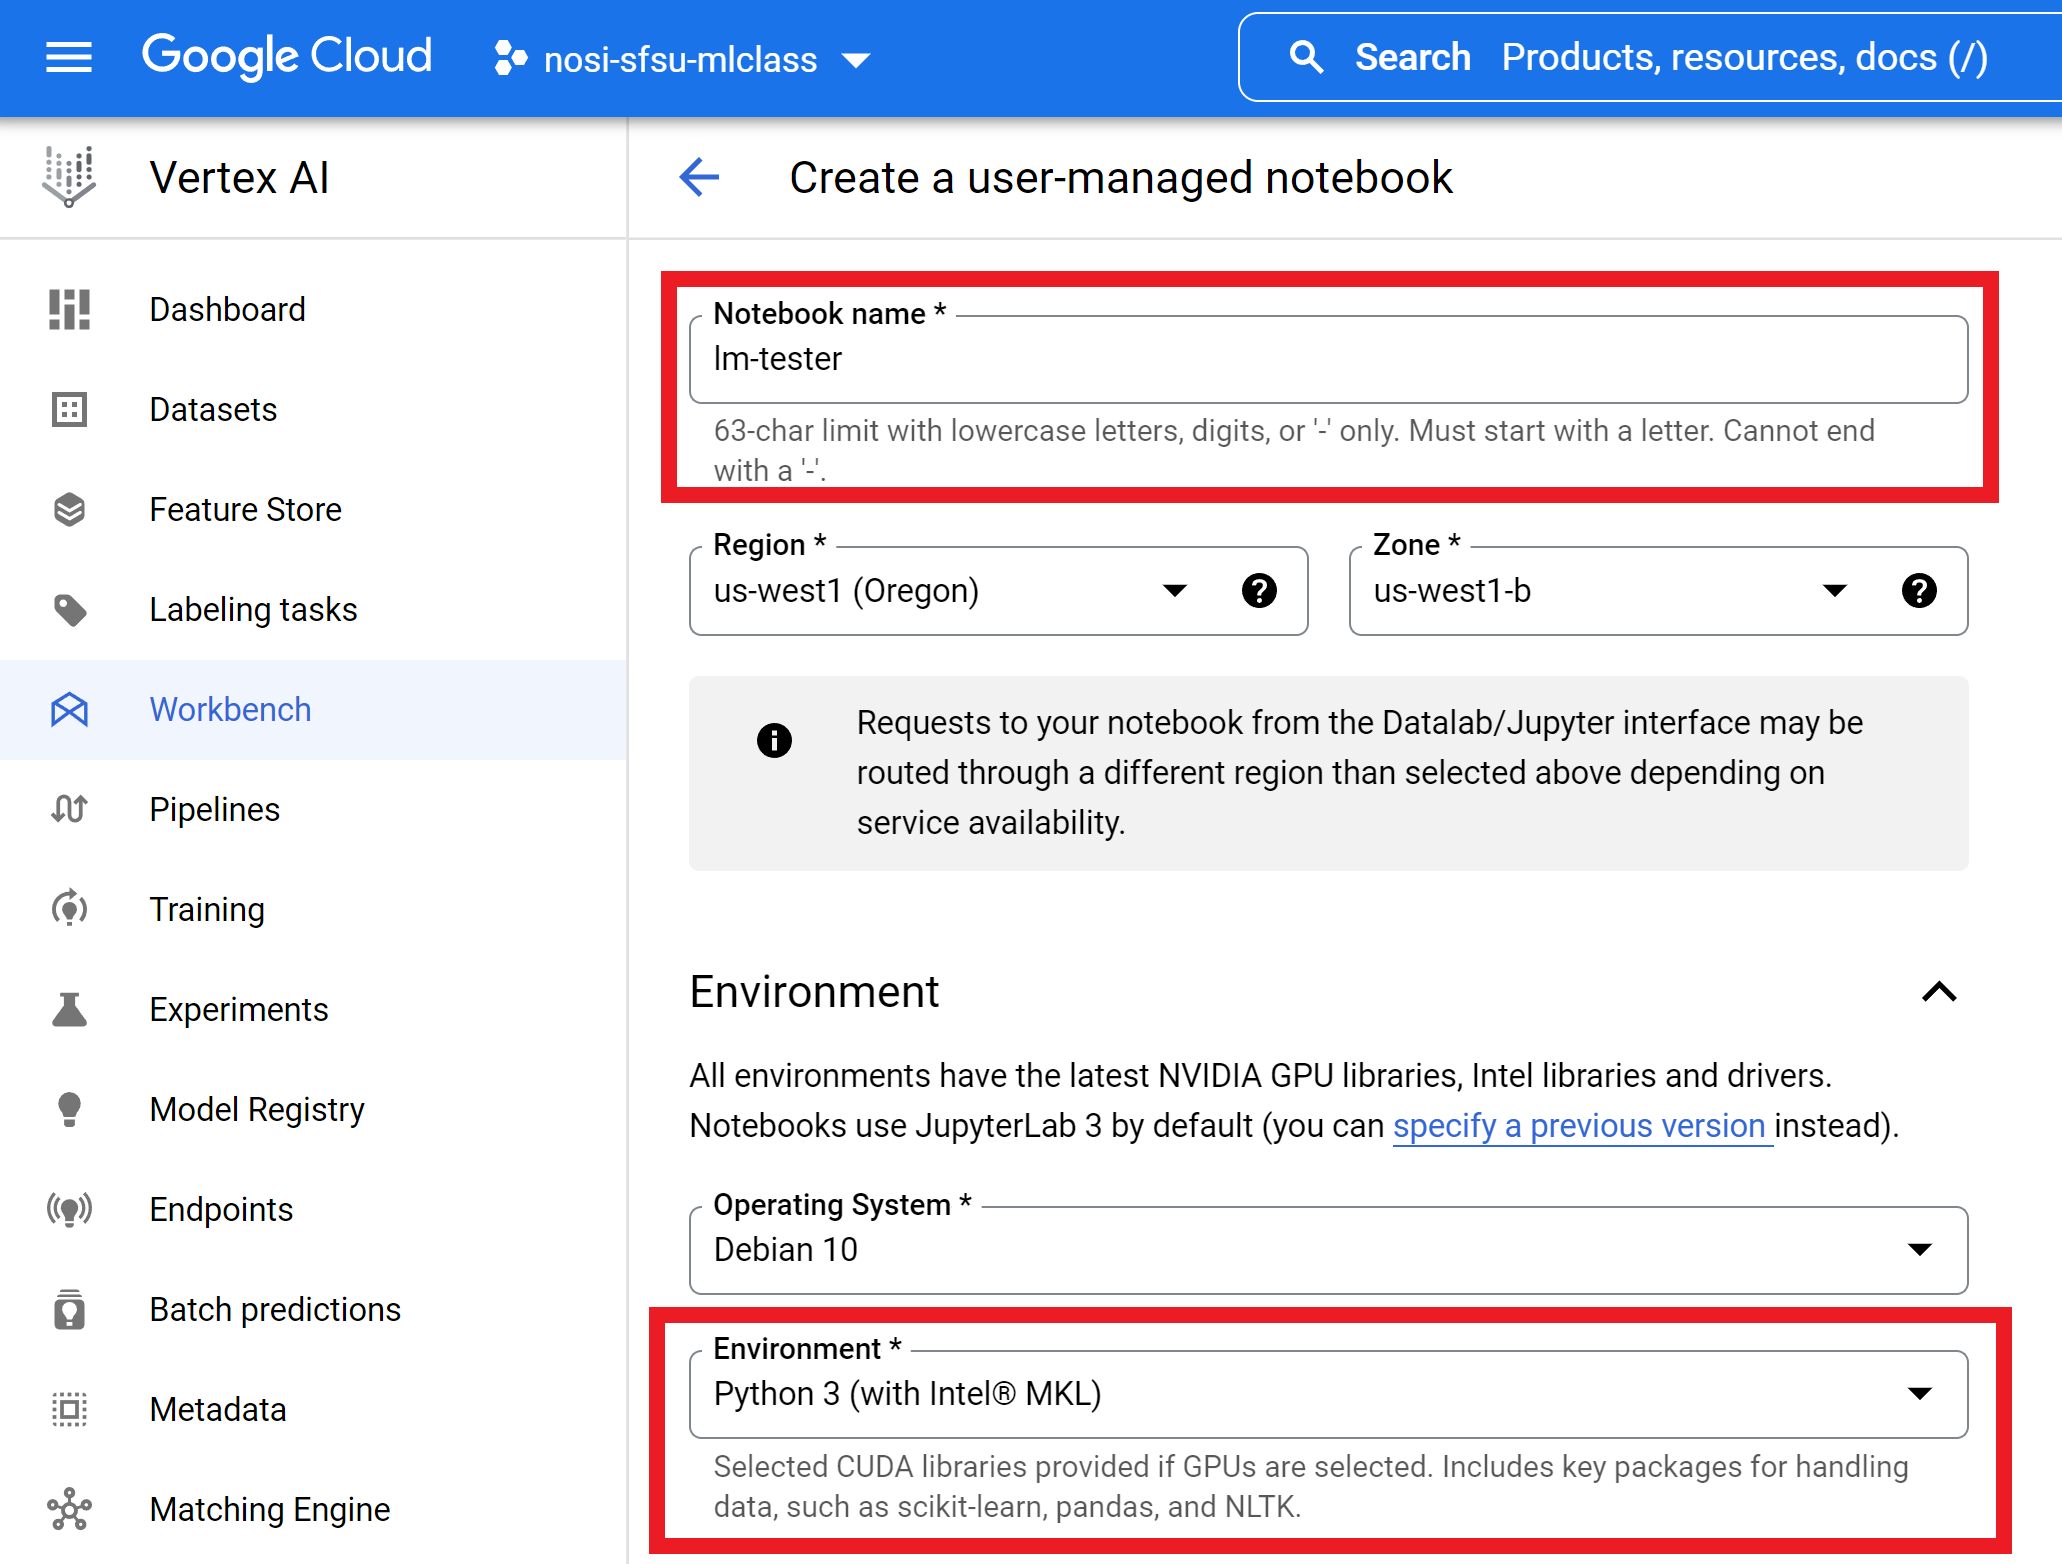 Google Cloud
nosi-sfsu-mlclass
Search Products, resources, docs (/)
Vertex AI
Dashboard
Datasets
Feature Store
Labeling tasks
Workbench
Pipelines
Training
Experiments
Model Registry
Endpoints
Batch predictions
Metadata
Matching Engine
Create a user-managed notebook
Notebook name *
lm-tester
63-char limit with lowercase letters, digits, or '-' only. Must start with a letter. Cannot end
with a '-'.
Region *
us-west1 (Oregon)
Zone *
us-west1-b
Requests to your notebook from the Datalab/Jupyter interface may be
routed through a different region than selected above depending on
service availability.
Environment
All environments have the latest NVIDIA GPU libraries, Intel libraries and drivers.
Notebooks use JupyterLab 3 by default (you can specify a previous version instead).
Operating System *
Debian 10
Environment *
Python 3 (with Intel® MKL)
Selected CUDA libraries provided if GPUs are selected. Includes key packages for handling
data, such as scikit-learn, pandas, and NLTK.